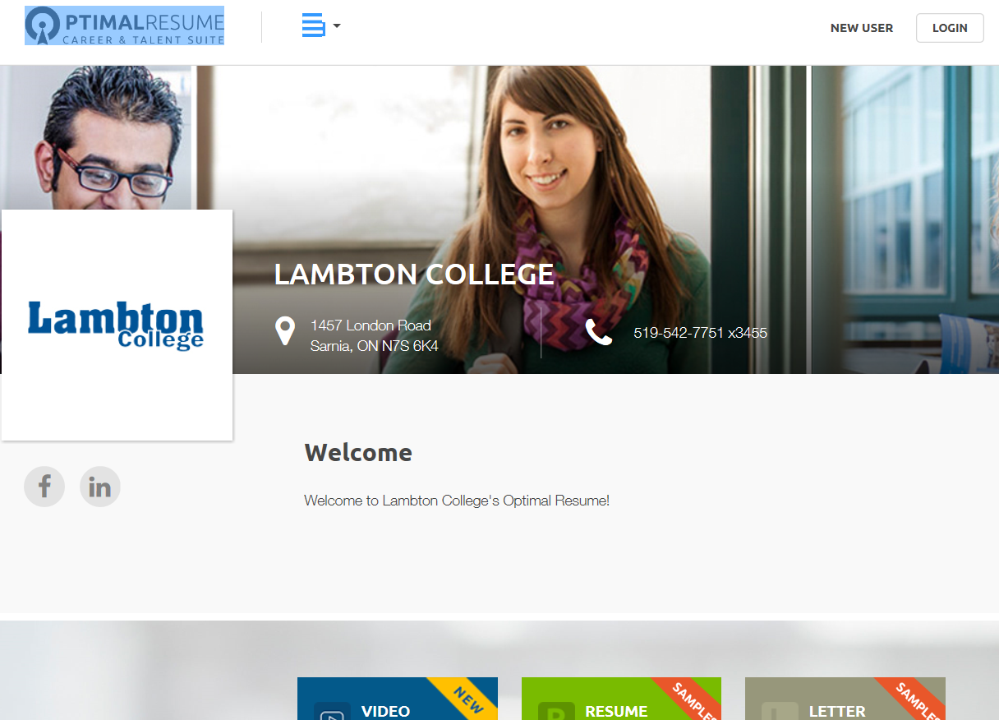 OPTIMALRESUME
CAREER & TALENT SUITE
NEW USER
LOGIN
LAMBTON COLLEGE
1457 London Road
Sarnia, ON N7S 6K4
519-542-7751 x3455
Lambton
College
Welcome
Welcome to Lambton College's Optimal Resume!
VIDEO
NEW
RESUME
SAMPLES
LETTER
SAMPLES